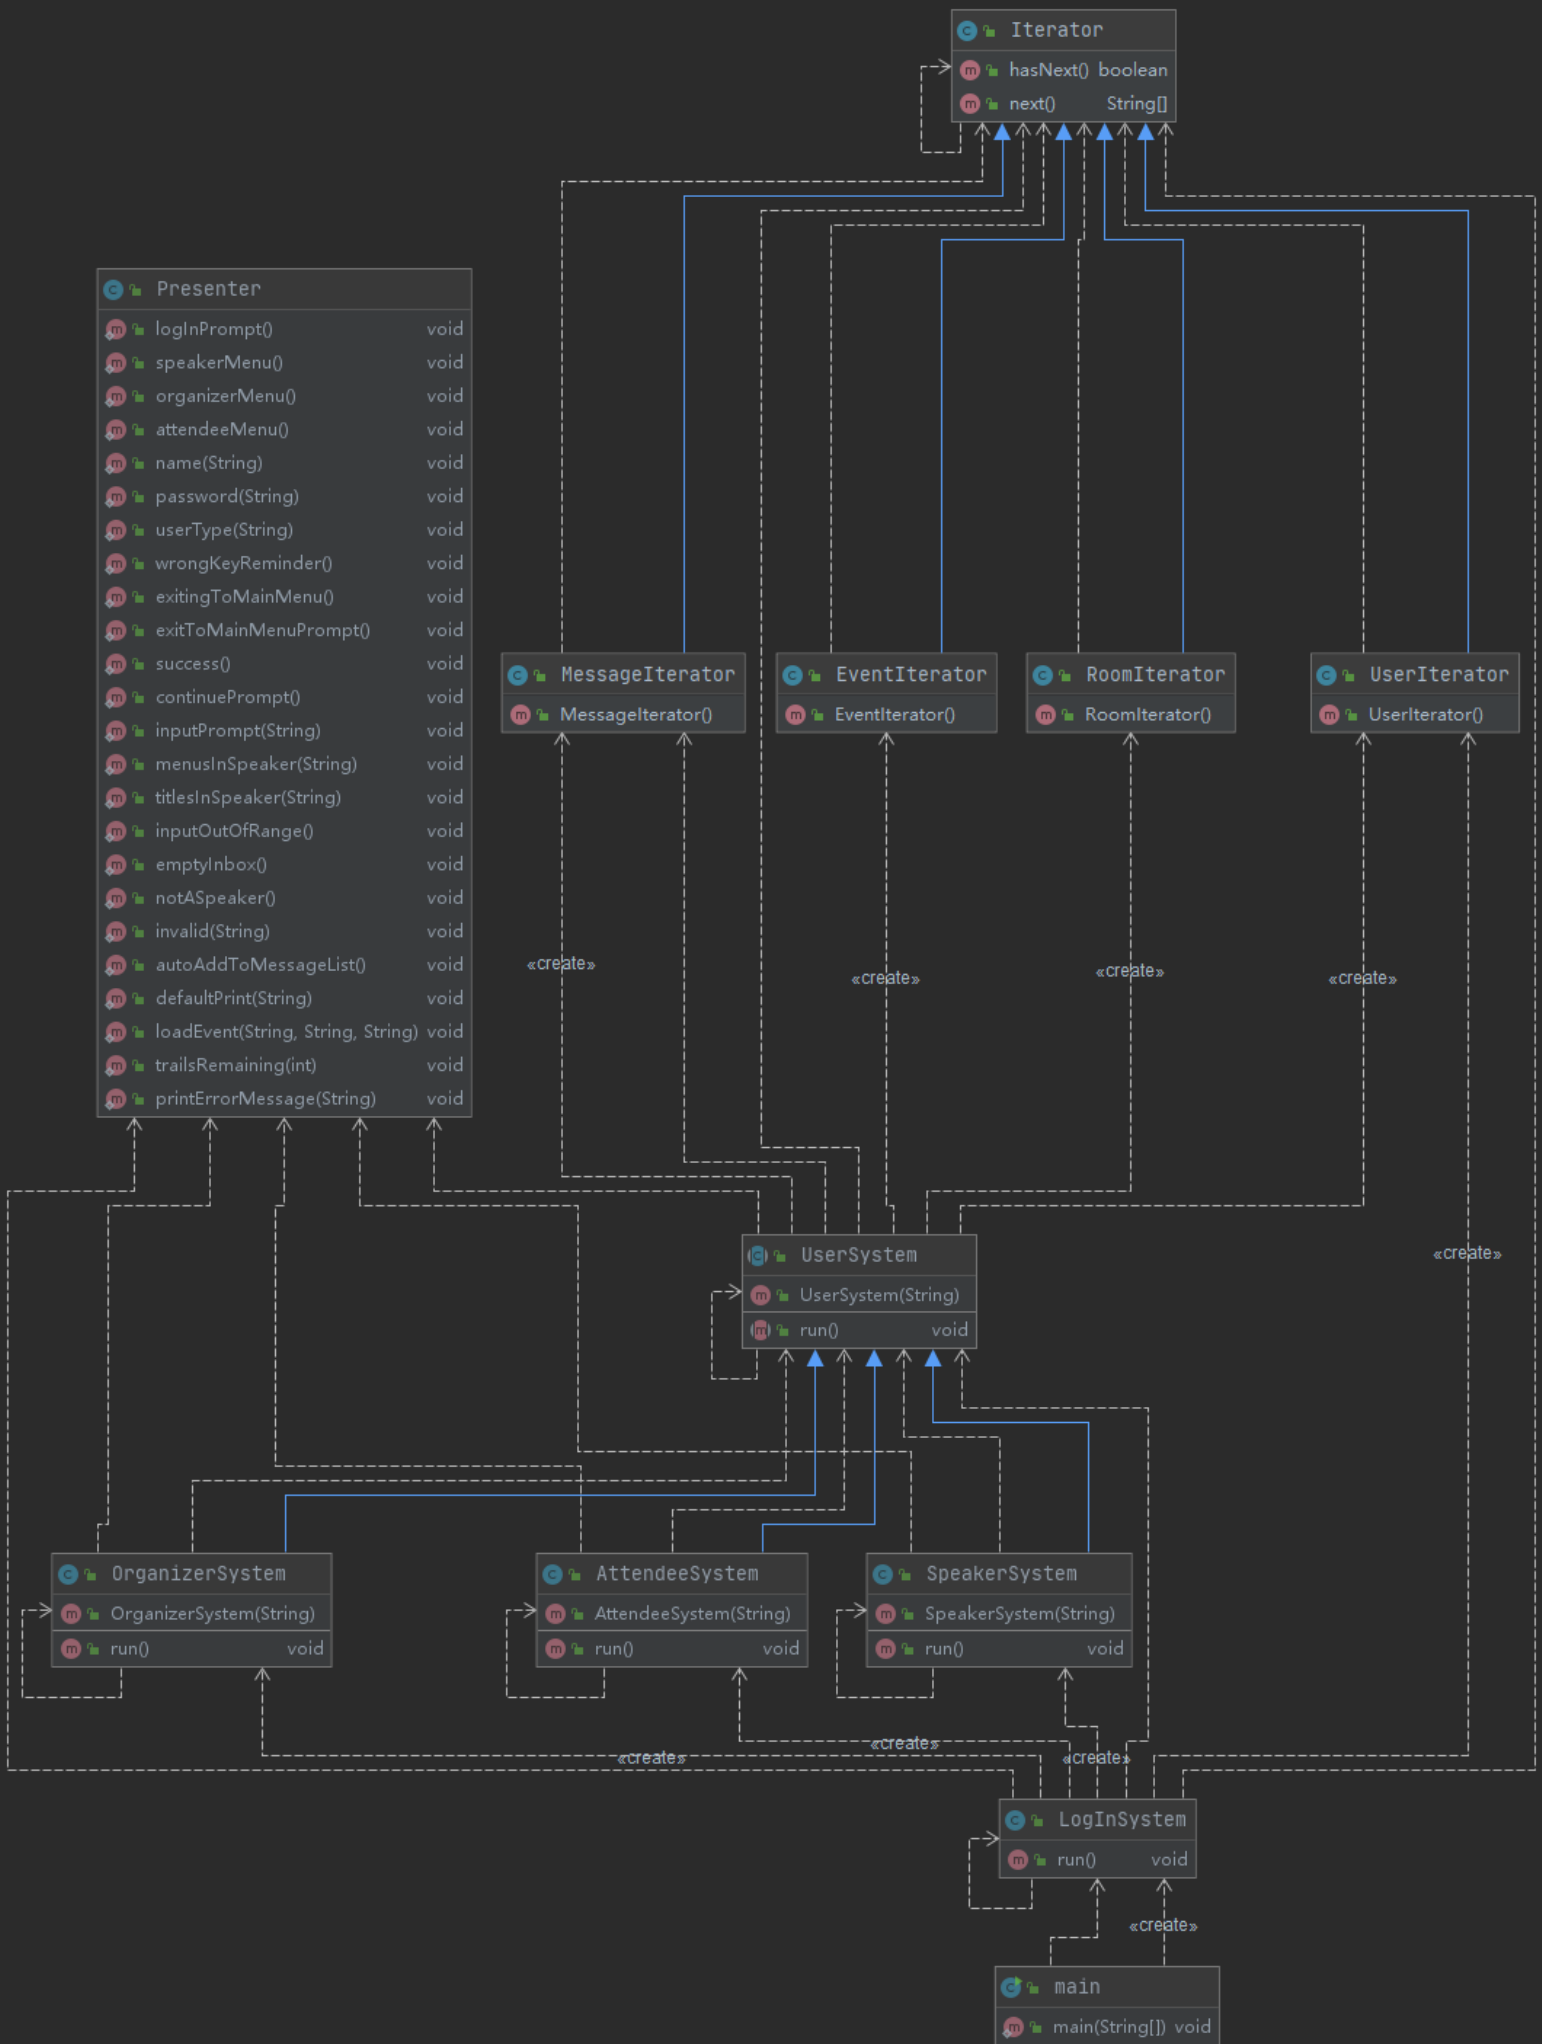 Iterator
hasNext() boolean
next() String[]
Presenter
logInPrompt() void
speakerMenu() void
organizerMenu() void
attendeeMenu() void
name(String) void
password(String) void
userType(String) void
wrongKeyReminder() void
exitingToMainMenu() void
exitToMainMenuPrompt() void
success() void
continuePrompt() void
inputPrompt(String) void
menusInSpeaker(String) void
titlesInSpeaker(String) void
inputOutOfRange() void
emptyInbox() void
notASpeaker() void
invalid(String) void
autoAddToMessageList() void
defaultPrint(String) void
loadEvent(String, String, String) void
trailsRemaining(int) void
printErrorMessage(String) void
MessageIterator
MessageIterator()
EventIterator
EventIterator()
RoomIterator
RoomIterator()
UserIterator
UserIterator()
«create»
«create»
«create»
«create»
«create»
UserSystem
UserSystem(String)
run() void
OrganizerSystem
OrganizerSystem(String)
run() void
AttendeeSystem
AttendeeSystem(String)
run() void
SpeakerSystem
SpeakerSystem(String)
run() void
«create»
«create»
«create»
LogInSystem
run() void
«create»
main
main(String[]) void